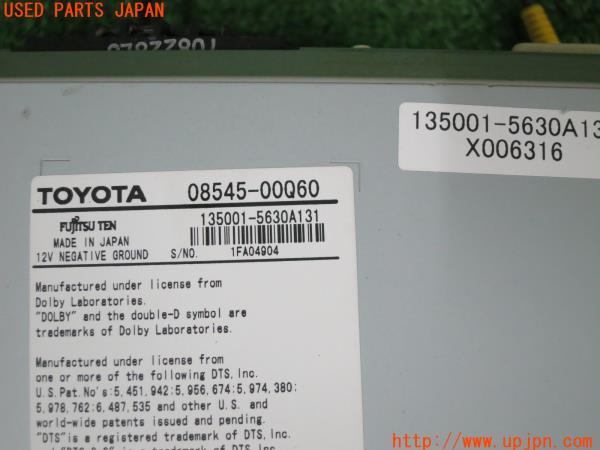 USED PARTS JAPAN
135001-5630A13
X006316
TOYOTA 08545-00Q60
FUJITSU TEN 135001-5630A131
MADE IN JAPAN
12V NEGATIVE GROUND S/NO. 1FA04904
Manufactured under license from
Dolby Laboratories.
"DOLBY" and the double-D symbol are
trademarks of Dolby Laboratories.
Manufactured under license from
one or more of the following DTS, Inc.
U.S.Pat.No's:5,451,942;5,956,674;5,974,380;
5,978,762;6,487,535 and other U.S. and
world-wide patents issued and pending.
"DTS"is a registered trademark of DTS, Inc.
http://www.upjpn.com/